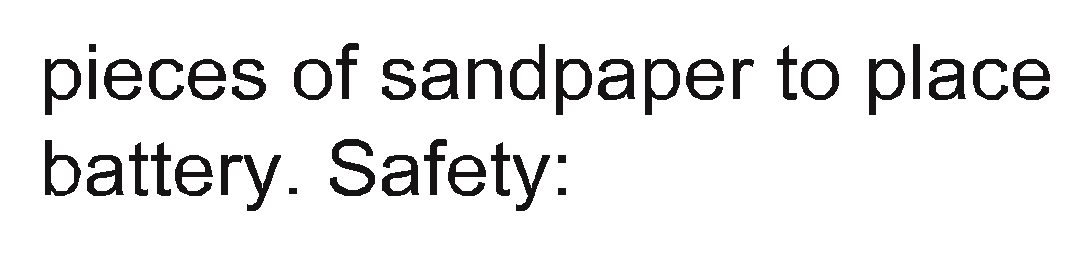 pieces of sandpaper to place
battery. Safety: